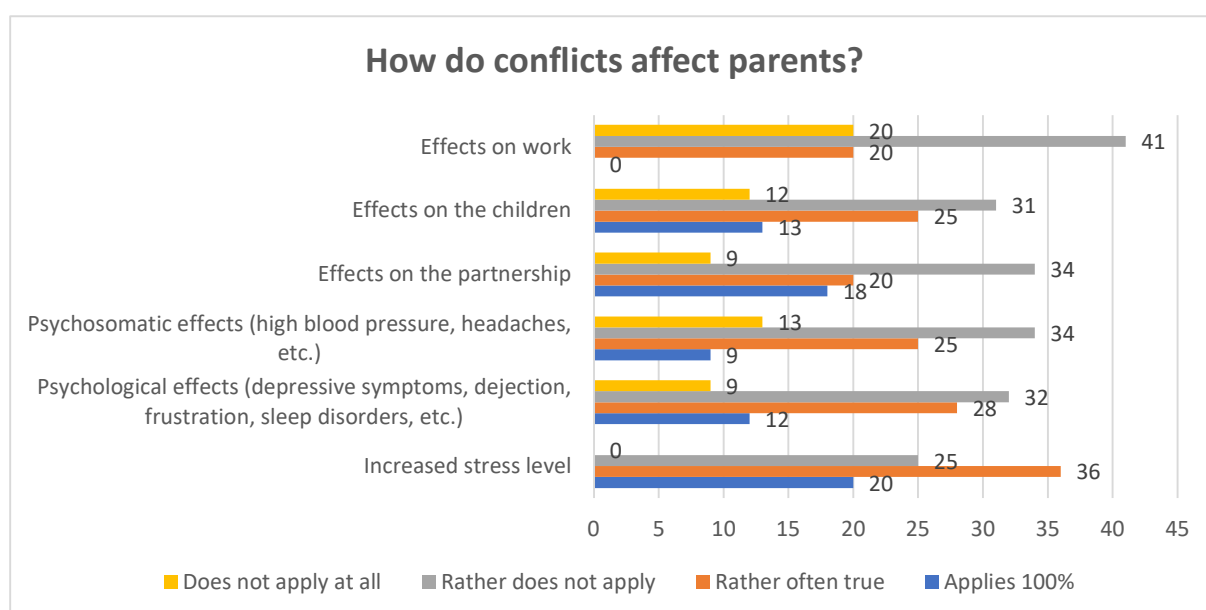 How do conflicts affect parents?
Effects on work
20
41
20
0
Effects on the children
12
31
25
13
Effects on the partnership
9
34
20
18
Psychosomatic effects (high blood pressure, headaches,
etc.)
13
34
25
9
Psychological effects (depressive symptoms, dejection,
frustration, sleep disorders, etc.)
9
32
28
12
Increased stress level
0
25
36
20
0 5 10 15 20 25 30 35 40 45
Does not apply at all Rather does not apply Rather often true Applies 100%